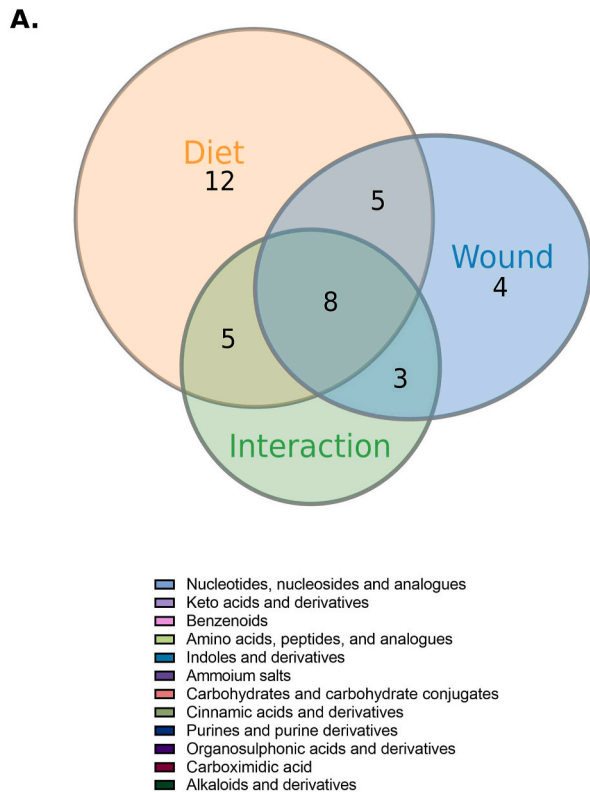 A.
Diet
12
5
Wound
4
8
5
3
Interaction
Nucleotides, nucleosides and analogues
Keto acids and derivatives
Benzenoids
Amino acids, peptides, and analogues
Indoles and derivatives
Ammoium salts
Carbohydrates and carbohydrate conjugates
Cinnamic acids and derivatives
Purines and purine derivatives
Organosulphonic acids and derivatives
Carboximidic acid
Alkaloids and derivatives